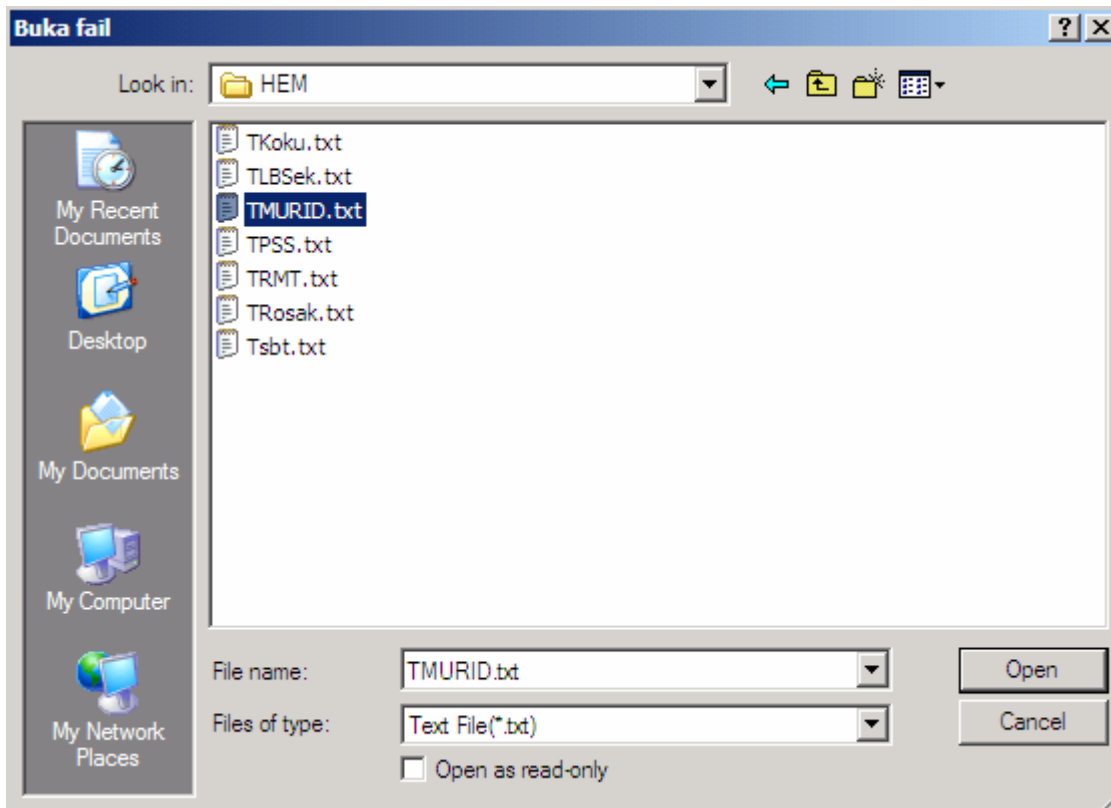 Buka fail
Look in: HEM
My Recent
Documents
Desktop
My Documents
My Computer
My Network
Places
TKoku.txt
TLBSek.txt
TMURID.txt
TPSS.txt
TRMT.txt
TRosak.txt
Tsbt.txt
File name: TMURID.txt Open
Files of type: Text File(*.txt) Cancel
Open as read-only